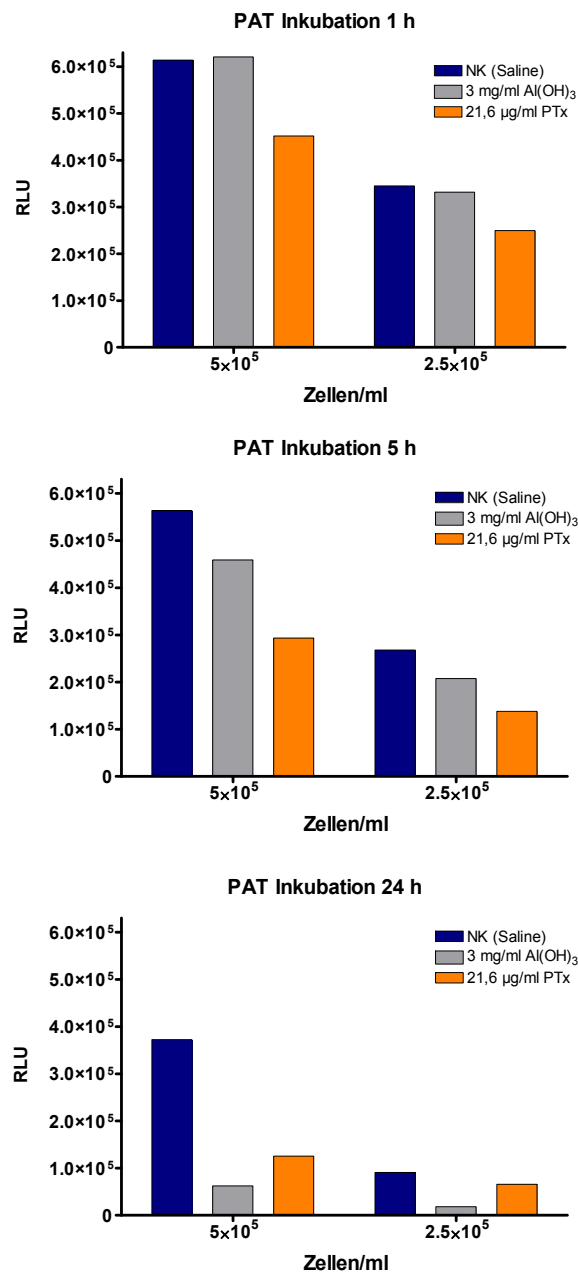 PAT Inkubation 1 h
6.0×10⁵
5.0×10⁵
4.0×10⁵
3.0×10⁵
2.0×10⁵
1.0×10⁵
0
RLU
NK (Saline)
3 mg/ml Al(OH)₃
21,6 µg/ml PTx
5×10⁵ 2.5×10⁵
Zellen/ml
PAT Inkubation 5 h
6.0×10⁵
5.0×10⁵
4.0×10⁵
3.0×10⁵
2.0×10⁵
1.0×10⁵
0
RLU
NK (Saline)
3 mg/ml Al(OH)₃
21,6 µg/ml PTx
5×10⁵ 2.5×10⁵
Zellen/ml
PAT Inkubation 24 h
6.0×10⁵
5.0×10⁵
4.0×10⁵
3.0×10⁵
2.0×10⁵
1.0×10⁵
0
RLU
NK (Saline)
3 mg/ml Al(OH)₃
21,6 µg/ml PTx
5×10⁵ 2.5×10⁵
Zellen/ml